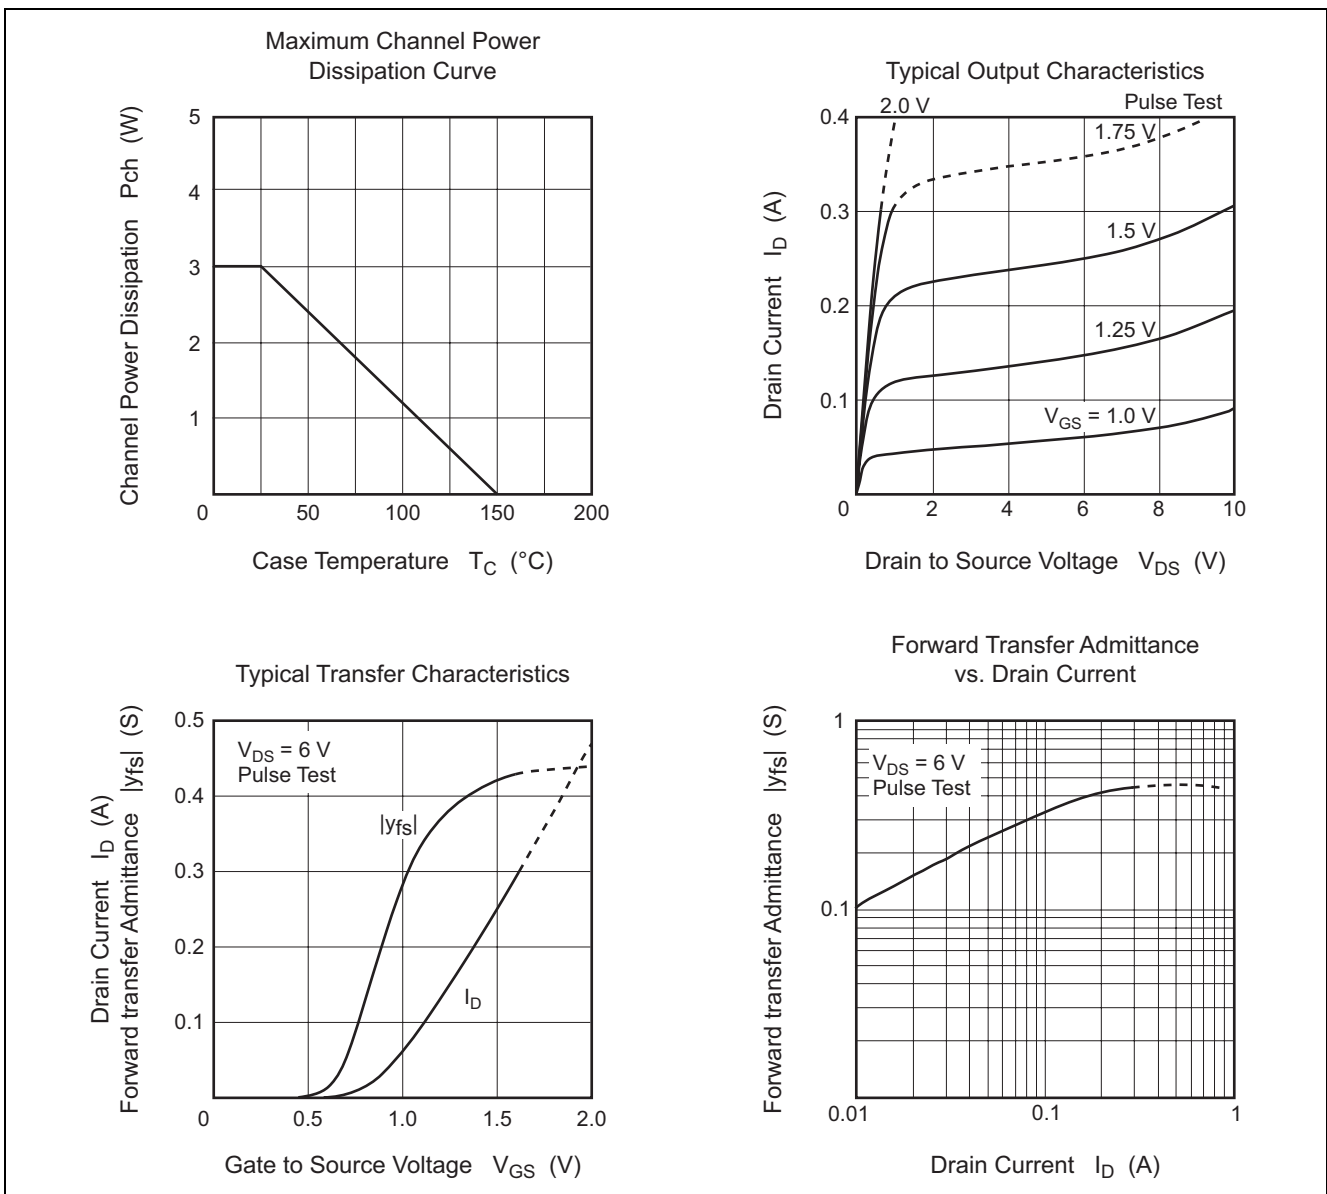 Maximum Channel Power
Dissipation Curve
Channel Power Dissipation Pch (W)
5
4
3
2
1
0
50
100
150
200
Case Temperature TC (°C)
Typical Output Characteristics
Pulse Test
2.0 V
1.75 V
1.5 V
1.25 V
VGS = 1.0 V
Drain Current ID (A)
0.4
0.3
0.2
0.1
0
2
4
6
8
10
Drain to Source Voltage VDS (V)
Typical Transfer Characteristics
Drain Current ID (A)
Forward transfer Admittance |yfs| (S)
0.5
0.4
0.3
0.2
0.1
VDS = 6 V
Pulse Test
|yfs|
ID
0
0.5
1.0
1.5
2.0
Gate to Source Voltage VGS (V)
Forward Transfer Admittance
vs. Drain Current
Forward transfer Admittance |yfs| (S)
1
0.1
VDS = 6 V
Pulse Test
0.01
0.1
1
Drain Current ID (A)